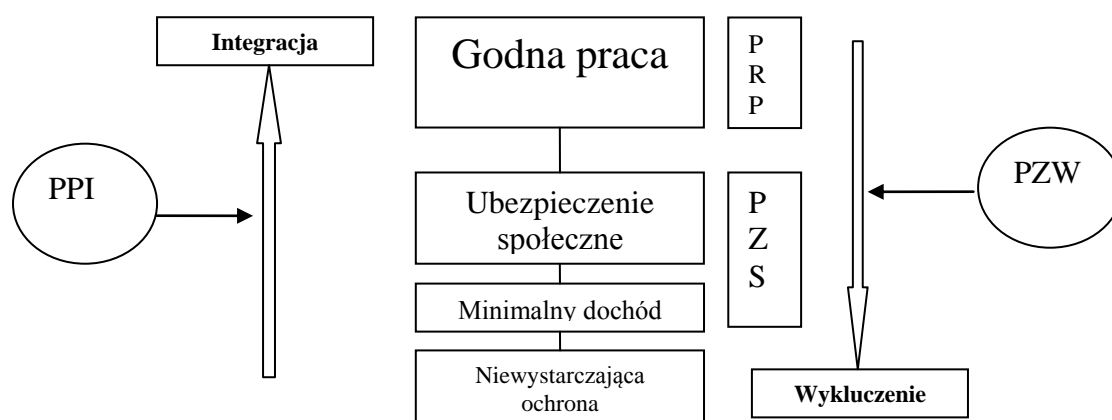 Integracja
Godna praca
P
R
P
PPI
PZW
Ubezpieczenie
społeczne
P
Z
S
Minimalny dochód
Niewystarczająca
ochrona
Wykluczenie